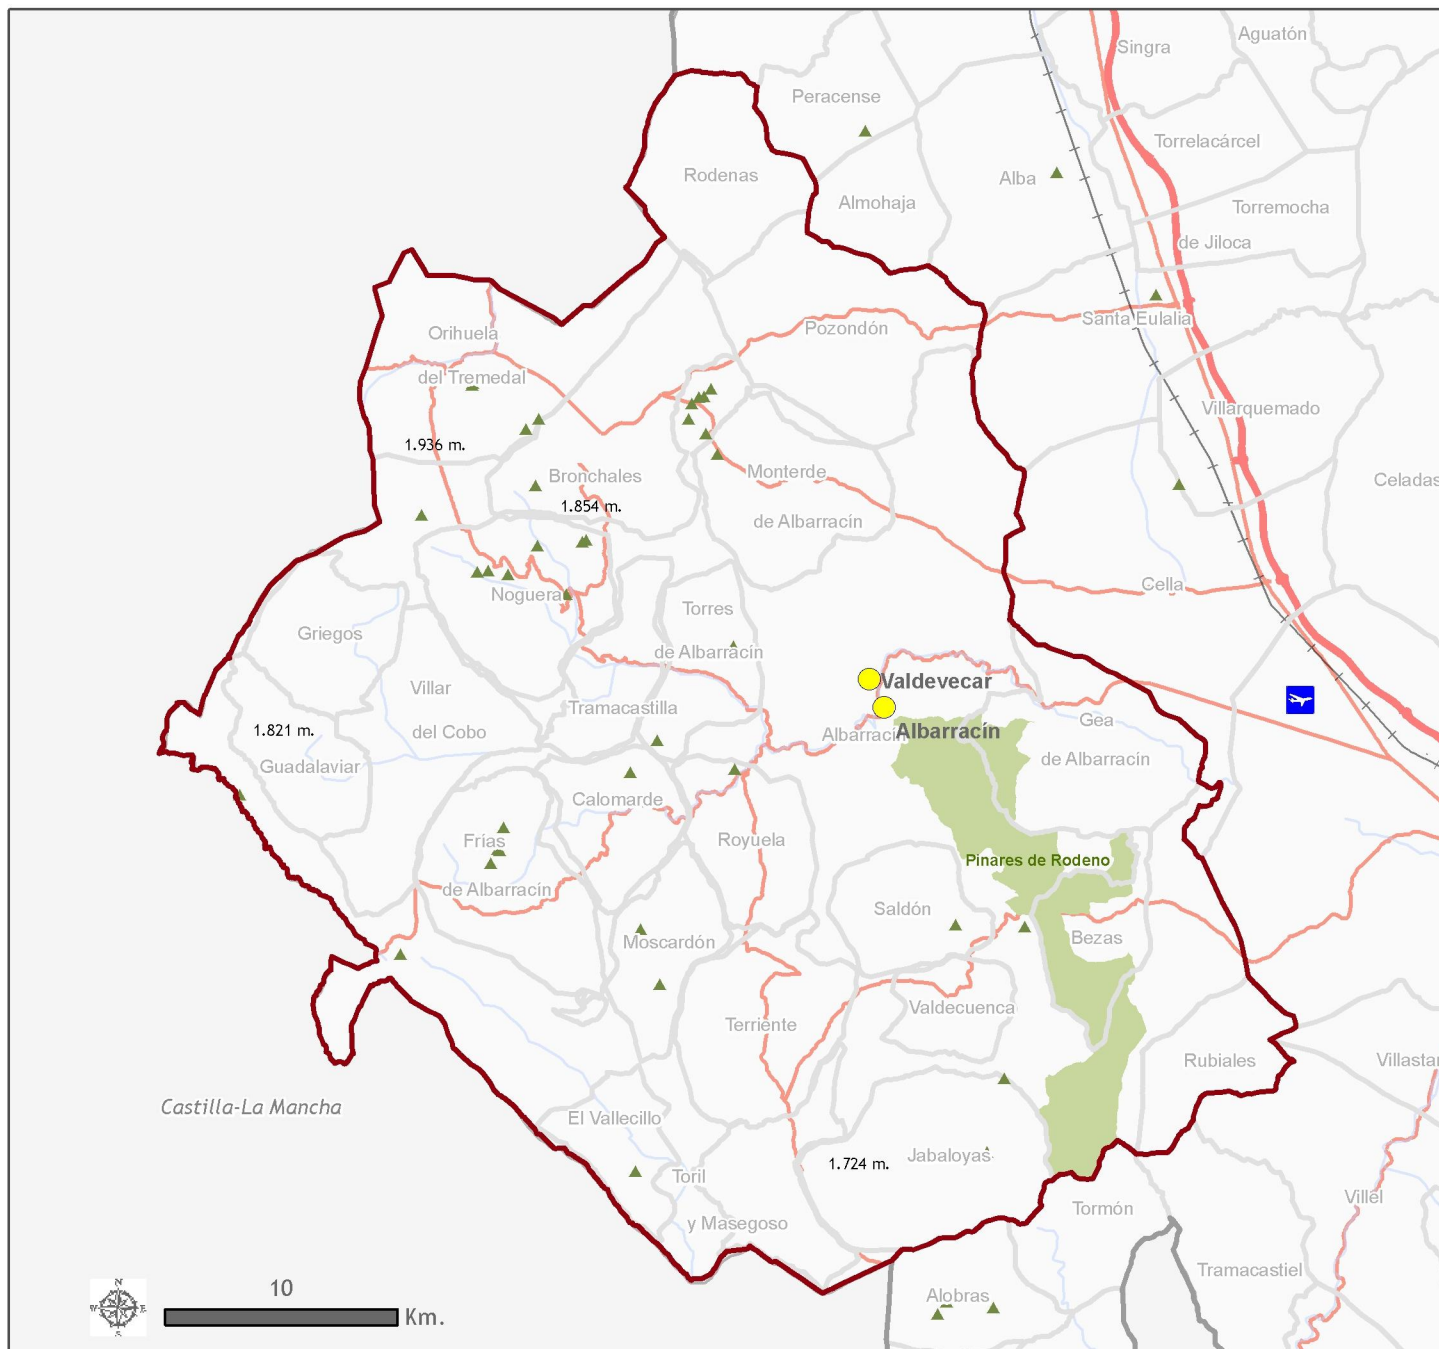 Aguatón
Singra
Peracense
Torrelacárcel
Rodenas
Alba
Almohaja
Torremocha
de Jiloca
Santa Eulalia
Pozondón
Orihuela
del Tremedal
Villarquemado
1.936 m.
Bronchales
Monterde
Celadas
1.854 m.
de Albarracín
Cella
Noguera
Torres
Griegos
de Albarracín
Valdevecar
Villar
Tramacastilla
Gea
1.821 m.
del Cobo
Albarracín
Albarracín
de Albarracin
Guadalaviar
Calomarde
Frías
Royuela
Pinares de Rodeno
de Albarracín
Saldón
Moscardón
Bezas
Valdecuenca
Terriente
Rubiales
Villastar
Castilla-La Mancha
El Vallecillo
Jabaloyas
1.724 m.
Toril
Villel
y Masegoso
Tormón
Tramacastiel
Alobras
N
W
E
S
10
Km.